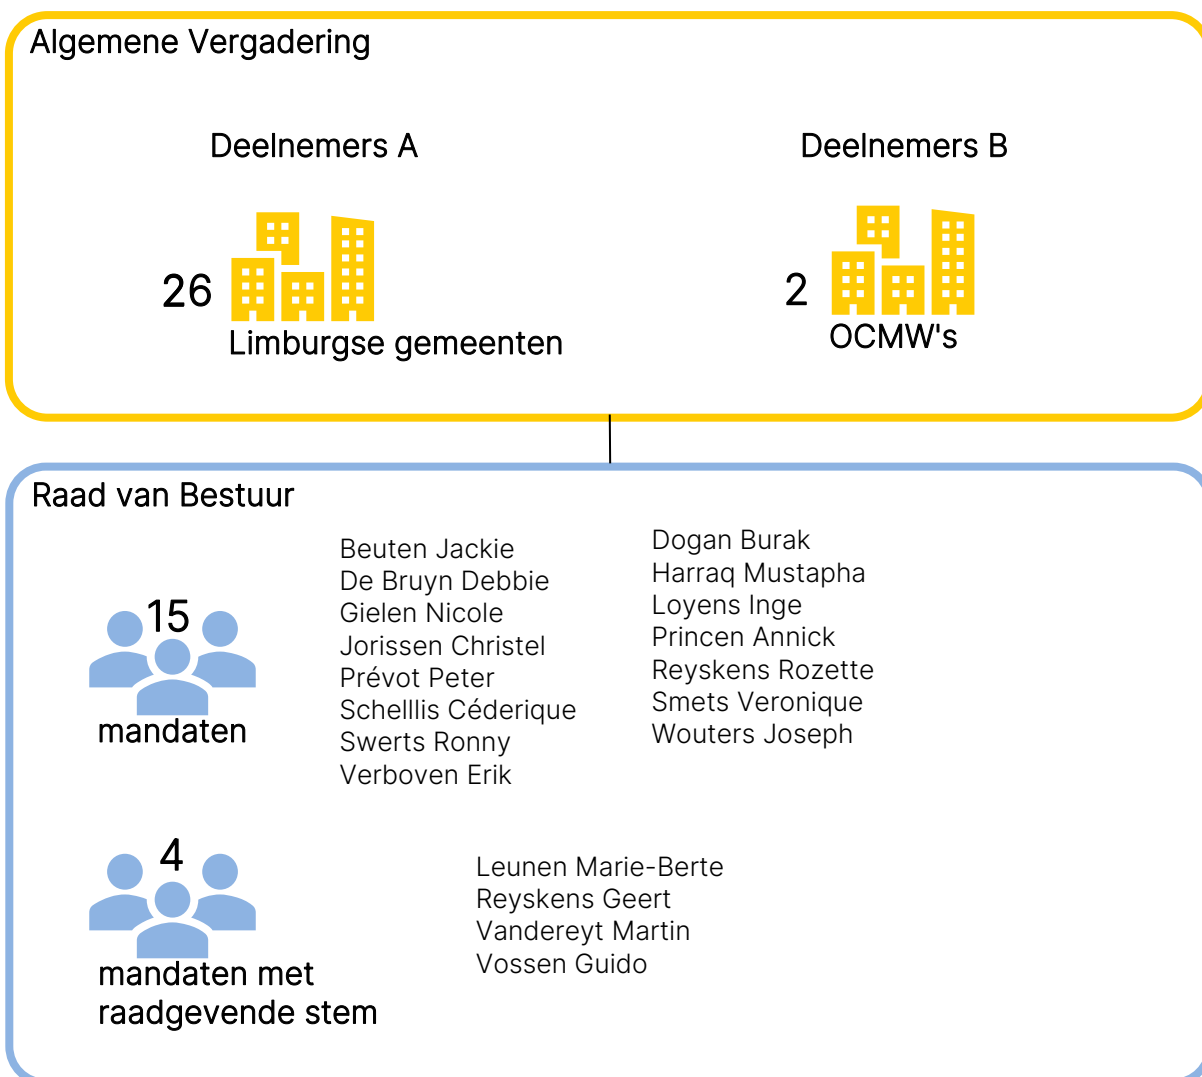 Algemene Vergadering
Deelnemers A
26
Limburgse gemeenten
Deelnemers B
2
OCMW's
Raad van Bestuur
15
mandaten
Beuten Jackie
De Bruyn Debbie
Gielen Nicole
Jorissen Christel
Prévot Peter
Schelllis Céderique
Swerts Ronny
Verboven Erik
Dogan Burak
Harraq Mustapha
Loyens Inge
Princen Annick
Reyskens Rozette
Smets Veronique
Wouters Joseph
4
mandaten met
raadgevende stem
Leunen Marie-Berte
Reyskens Geert
Vandereyt Martin
Vossen Guido